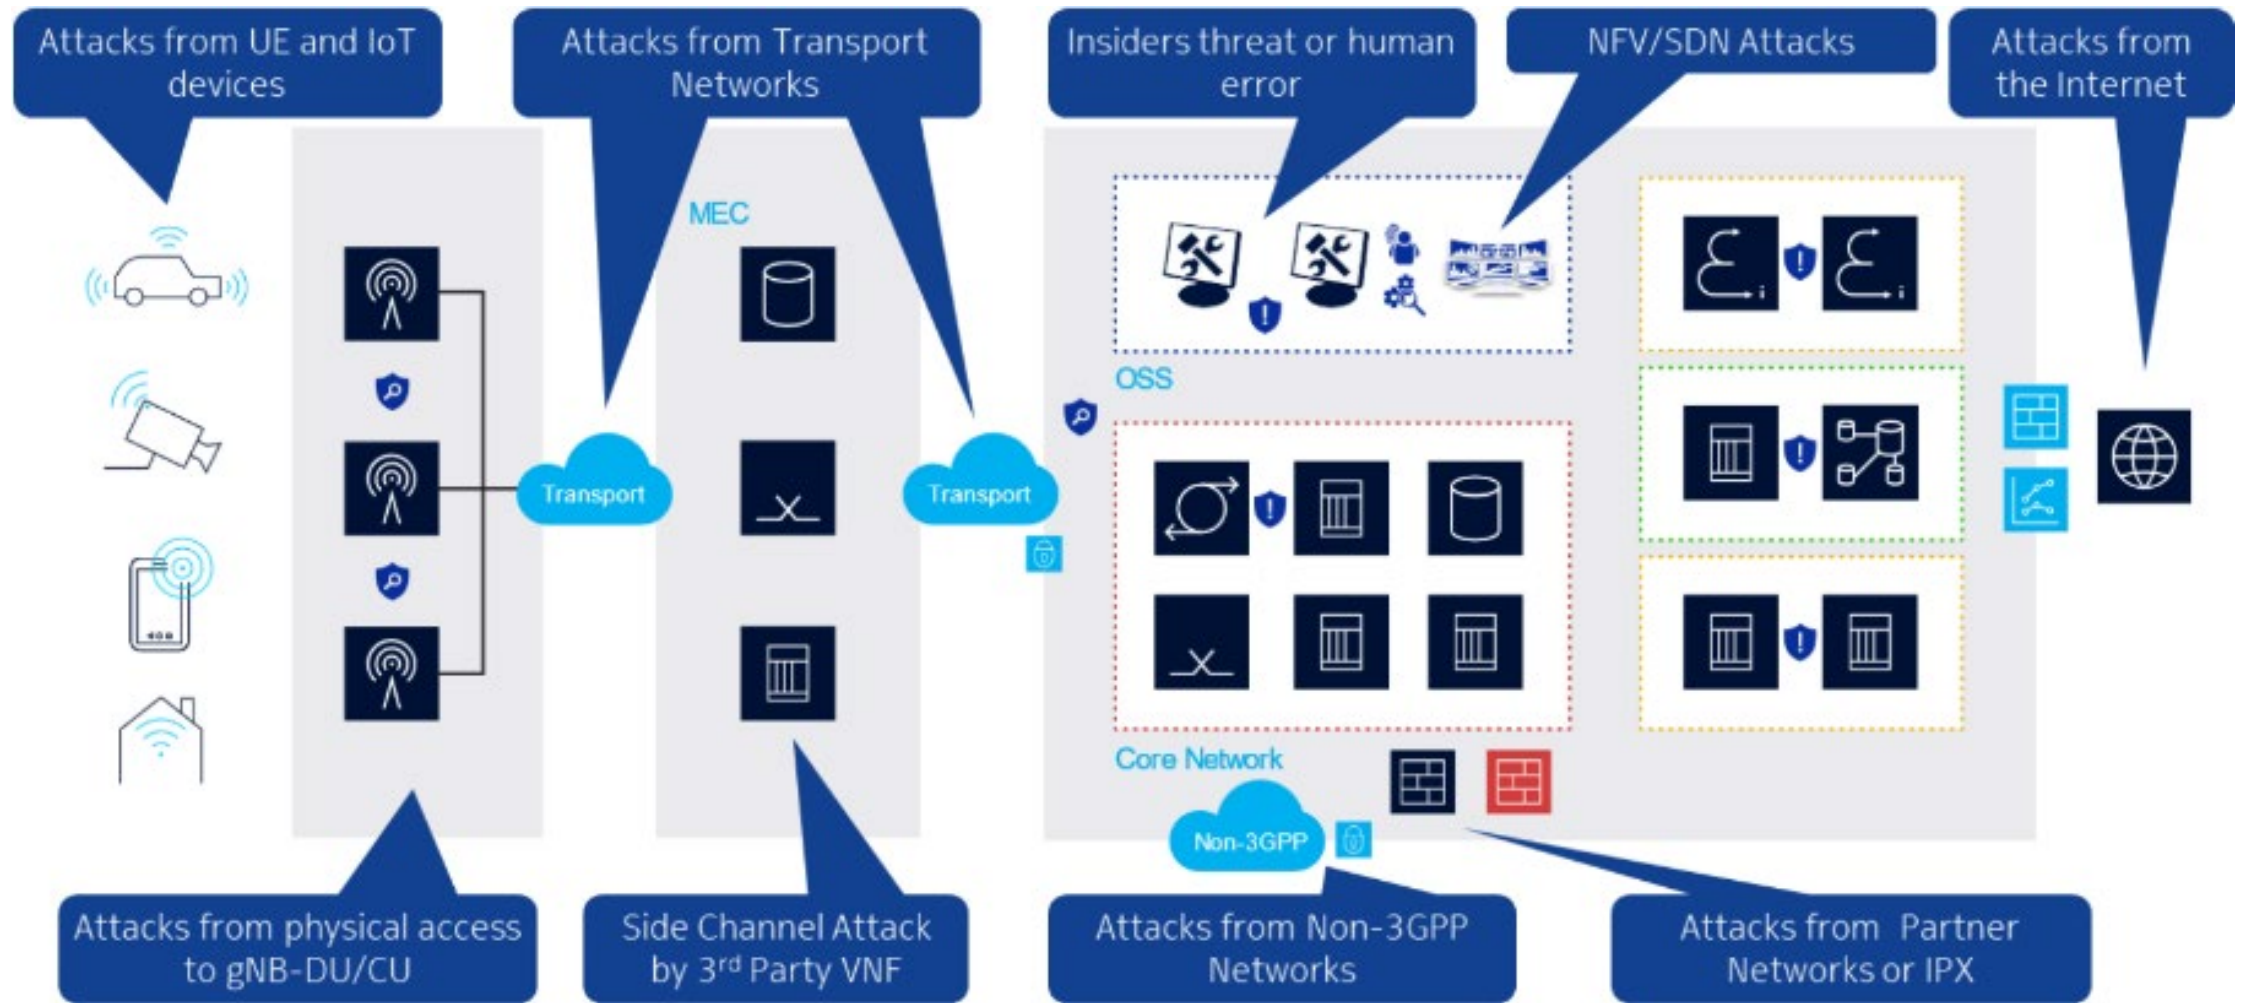 Attacks from UE and IoT
devices
Attacks from Transport
Networks
Insiders threat or human
error
NFV/SDN Attacks
Attacks from
the Internet
MEC
OSS
Transport
Transport
Core Network
Non-3GPP
Attacks from physical access
to gNB-DU/CU
Side Channel Attack
by 3rd Party VNF
Attacks from Non-3GPP
Networks
Attacks from Partner
Networks or IPX